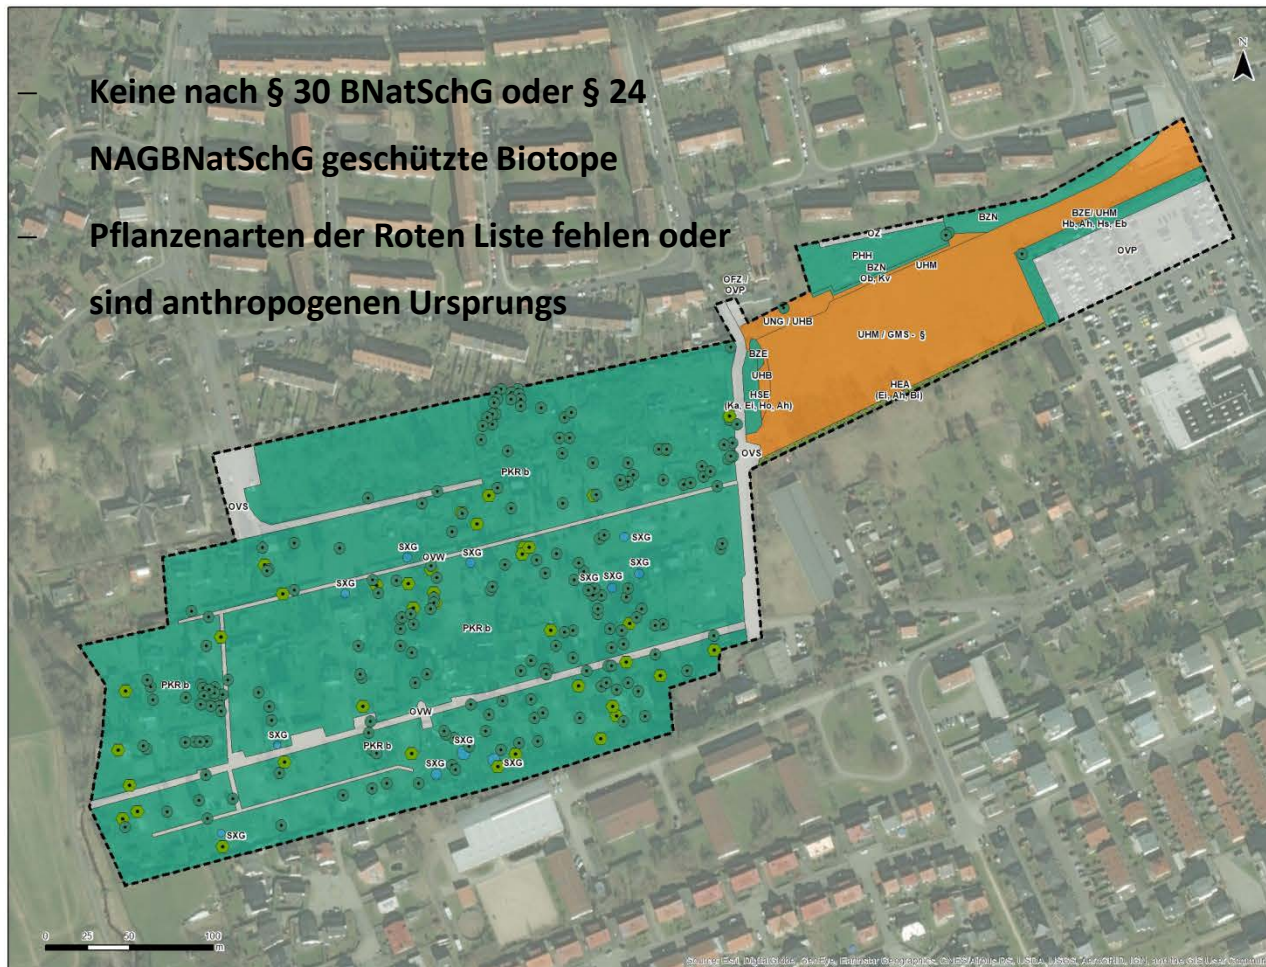 N
— Keine nach § 30 BNatSchG oder § 24
NAGBNatSchG geschützte Biotope
— Pflanzenarten der Roten Liste fehlen oder
sind anthropogenen Ursprungs
BZN
OZ
BZE/ UHM
Hb, Ah, Hs, Eb
OVP
PHH
BZN
Ob, Kv
UHM
OFZ /
OVP
UNG / UHB
UHM / GMS - §
BZE
UHB
HSE
(Ka, Ei, Ho, Ah)
HEA
(Ei, Ah, Bi)
OVS
PKR b
OVS
SXG
SXG
OVW
SXG
SXG
SXG
SXG
SXG
PKR b
PKR b
OVW
SXG
PKR b
SXG
SXG
SXG
SXG
0 25 50 100
m